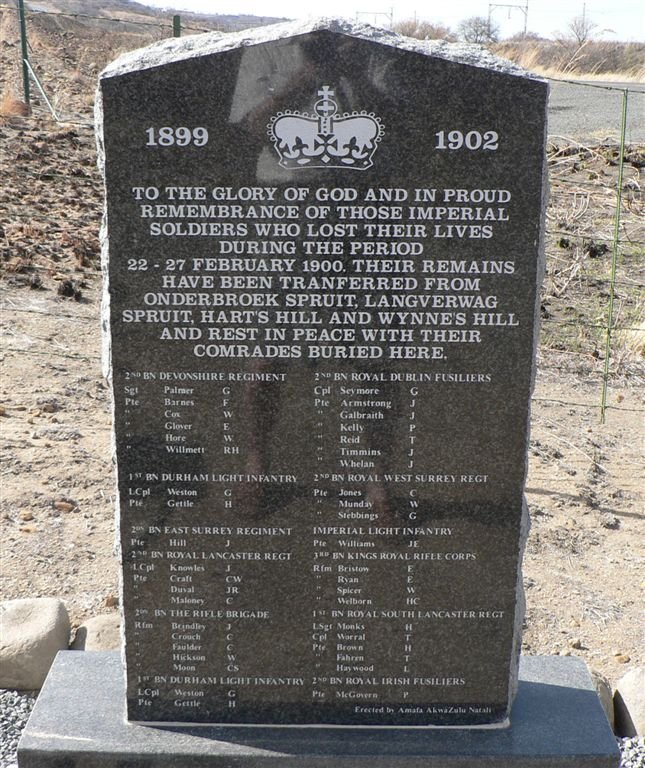 1899 1902
TO THE GLORY OF GOD AND IN PROUD
REMEMBRANCE OF THOSE IMPERIAL
SOLDIERS WHO LOST THEIR LIVES
DURING THE PERIOD
22 - 27 FEBRUARY 1900. THEIR REMAINS
HAVE BEEN TRANFERRED FROM
ONDERBROEK SPRUIT, LANGVERWAG
SPRUIT, HART'S HILL AND WYNNE'S HILL
AND REST IN PEACE WITH THEIR
COMRADES BURIED HERE.
2ND BN DEVONSHIRE REGIMENT
Sgt Palmer G
Pte Barnes F
" Cox W
" Glover E
" Hore W
" Willmett RH
1ST BN DURHAM LIGHT INFANTRY
LCpl Weston G
Pte Gettle H
2ND BN EAST SURREY REGIMENT
Pte Hill J
2ND BN ROYAL LANCASTER REGT
LCpl Knowles J
Pte Craft CW
" Duval JR
" Maloney C
2ND BN THE RIFLE BRIGADE
Rfm Brindley J
" Crouch C
" Faulder C
" Hickson W
" Moon CS
1ST BN DURHAM LIGHT INFANTRY
LCpl Weston G
Pte Gettle H
2ND BN ROYAL DUBLIN FUSILIERS
Cpl Seymore G
Pte Armstrong J
" Galbraith J
" Kelly P
" Reid T
" Timmins J
" Whelan J
2ND BN ROYAL WEST SURREY REGT
Pte Jones C
" Munday W
" Stebbings G
IMPERIAL LIGHT INFANTRY
Pte Williams JE
3RD BN KINGS ROYAL RIFLE CORPS
Rfm Bristow E
" Ryan E
" Spicer W
" Welborn HC
1ST BN ROYAL SOUTH LANCASTER REGT
LSgt Monks H
Cpl Worral T
Pte Brown H
" Fahren T
" Haywood L
2ND BN ROYAL IRISH FUSILIERS
Pte McGovern P
Erected by Amafa AkwaZulu Natali